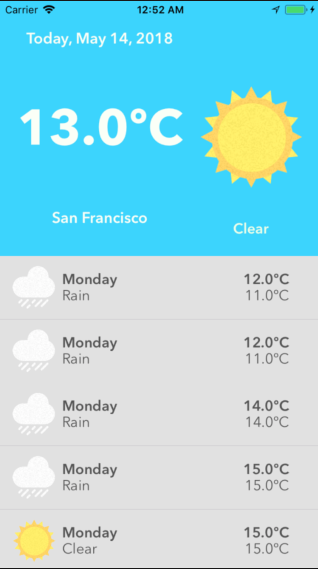 Carrier 12:52 AM
Today, May 14, 2018
13.0°C
San Francisco
Clear
Monday 12.0°C
Rain 11.0°C
Monday 12.0°C
Rain 11.0°C
Monday 14.0°C
Rain 14.0°C
Monday 15.0°C
Rain 15.0°C
Monday 15.0°C
Clear 15.0°C